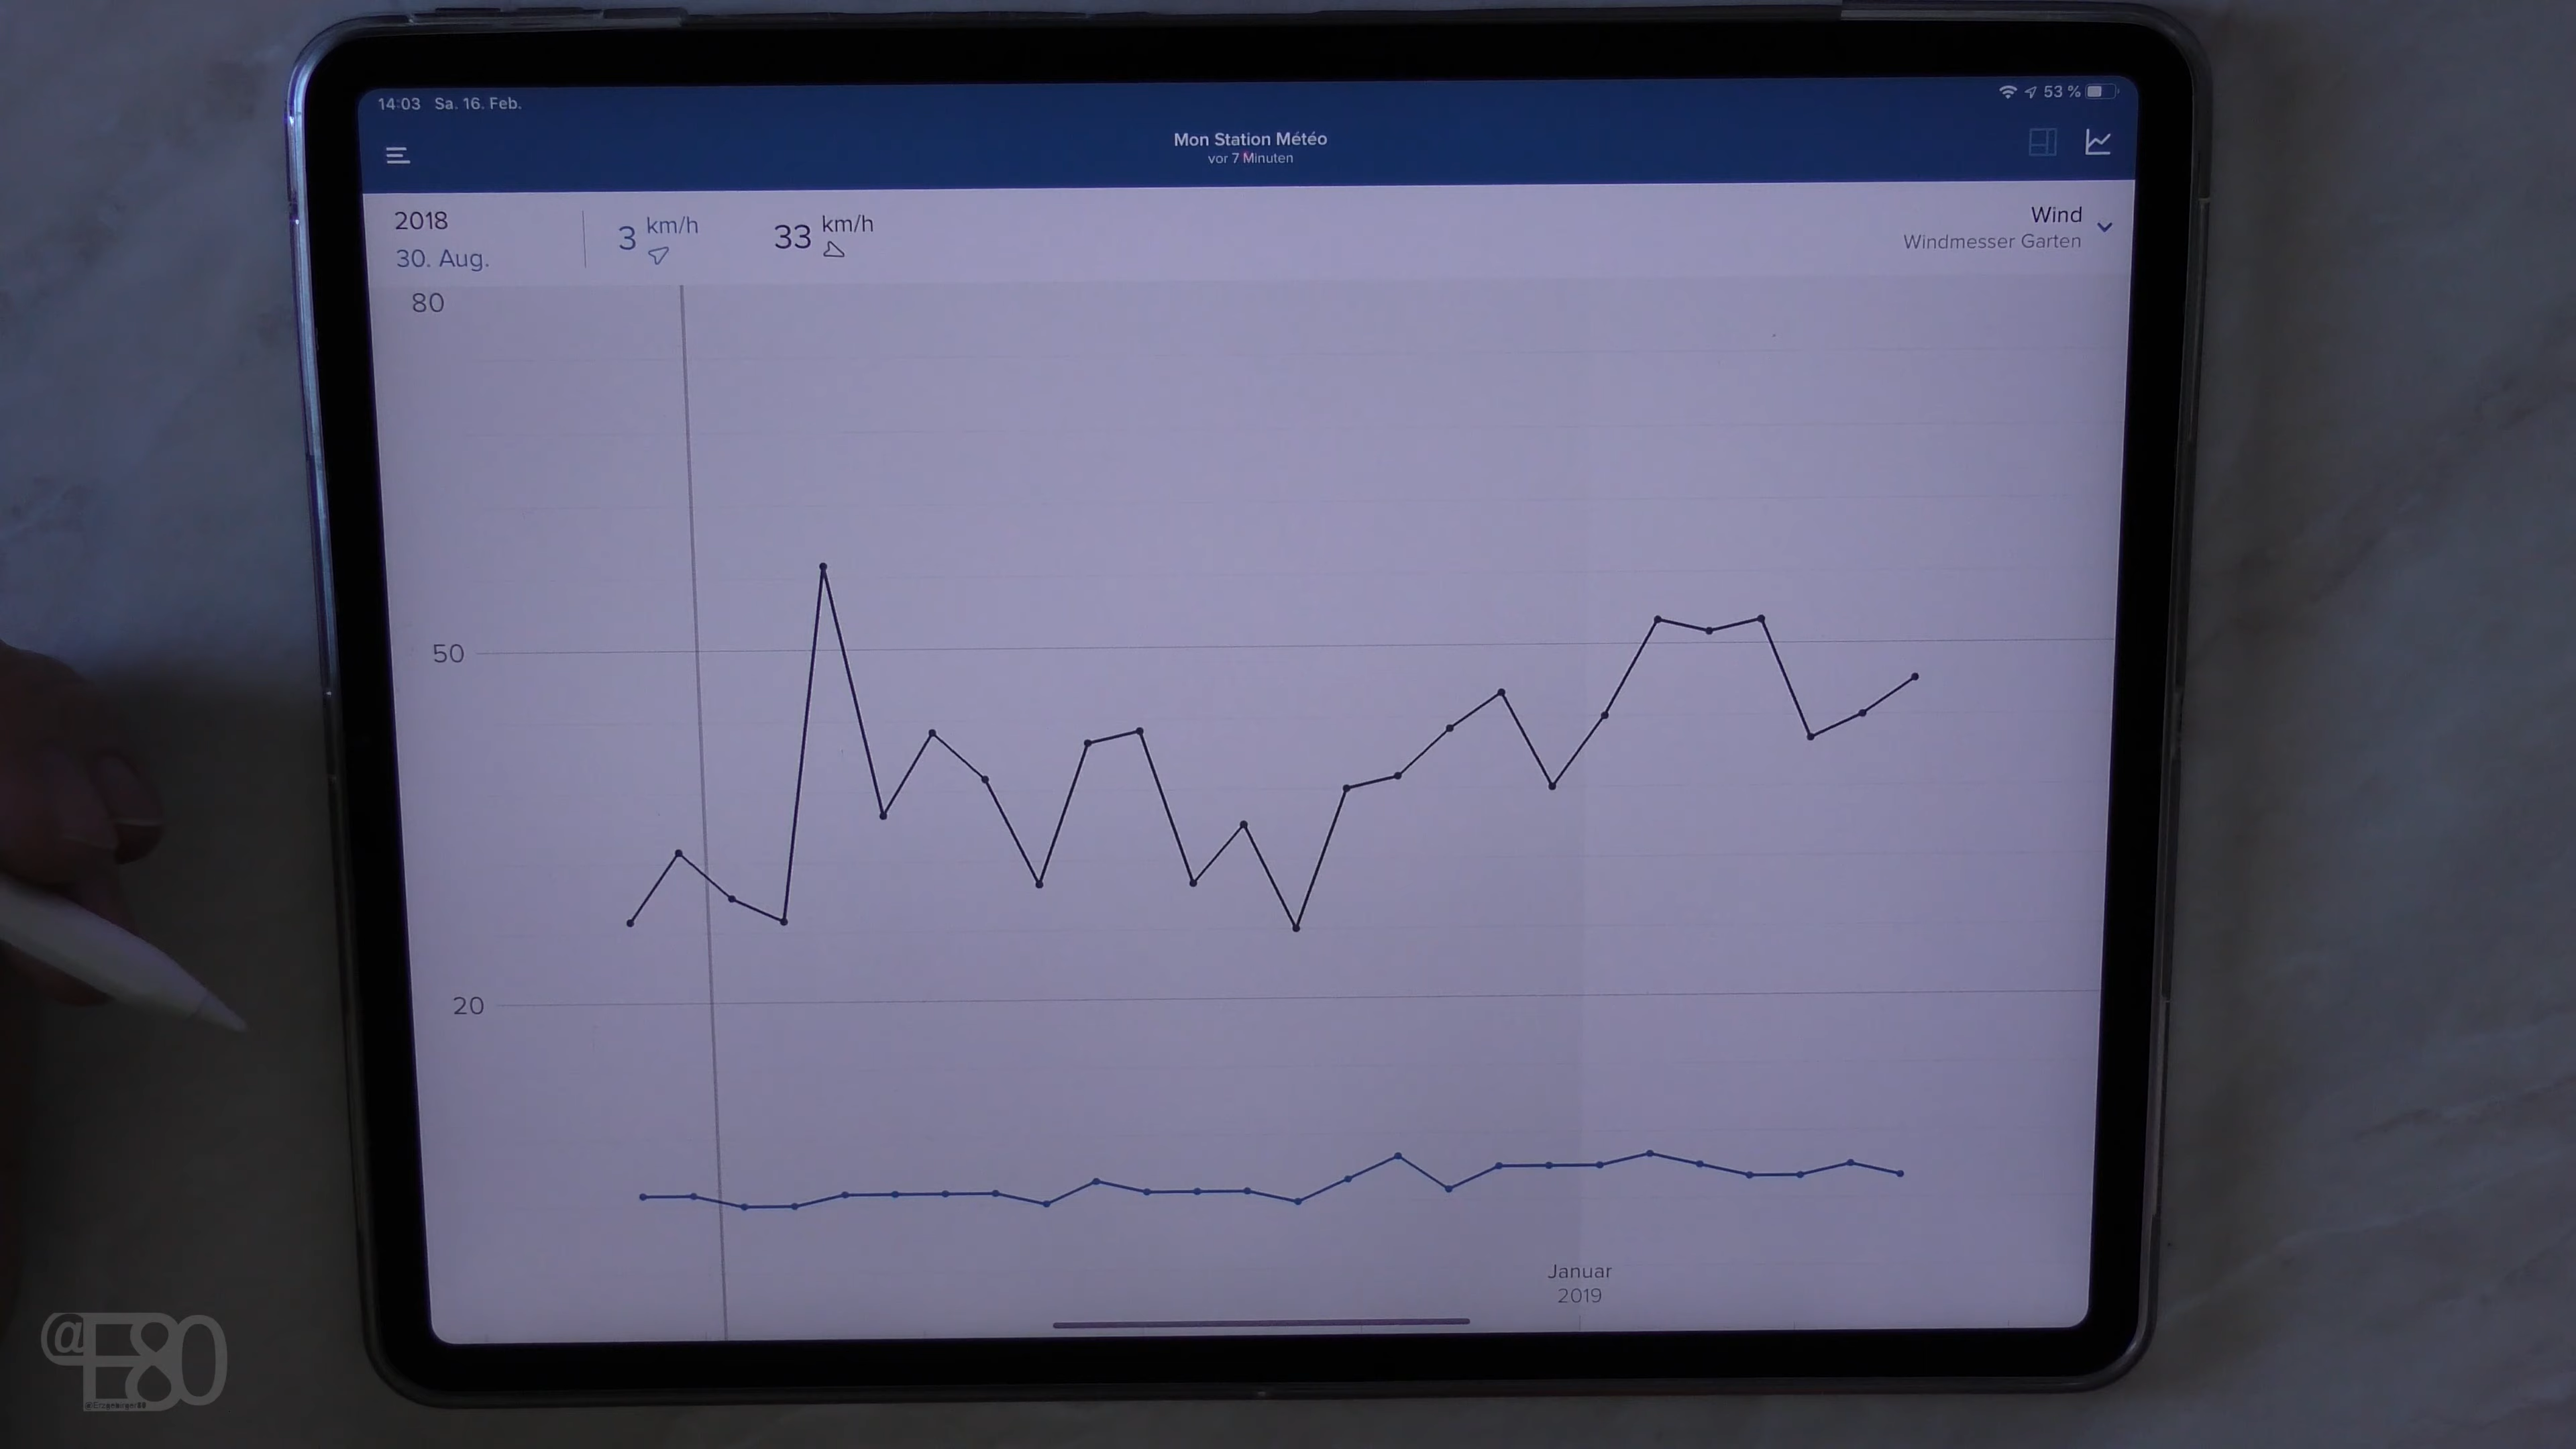 14:03 Sa. 16. Feb.
53 %
Mon Station Météo
vor 7 Minuten
2018
30. Aug.
3 km/h
33 km/h
Wind
Windmesser Garten
80
50
20
Januar
2019
@E80